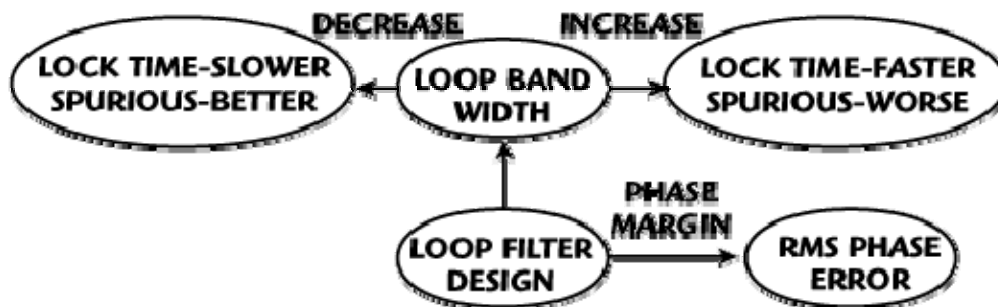 DECREASE
INCREASE
LOCK TIME-SLOWER
SPURIOUS-BETTER
LOOP BAND
WIDTH
LOCK TIME-FASTER
SPURIOUS-WORSE
PHASE
MARGIN
LOOP FILTER
DESIGN
RMS PHASE
ERROR